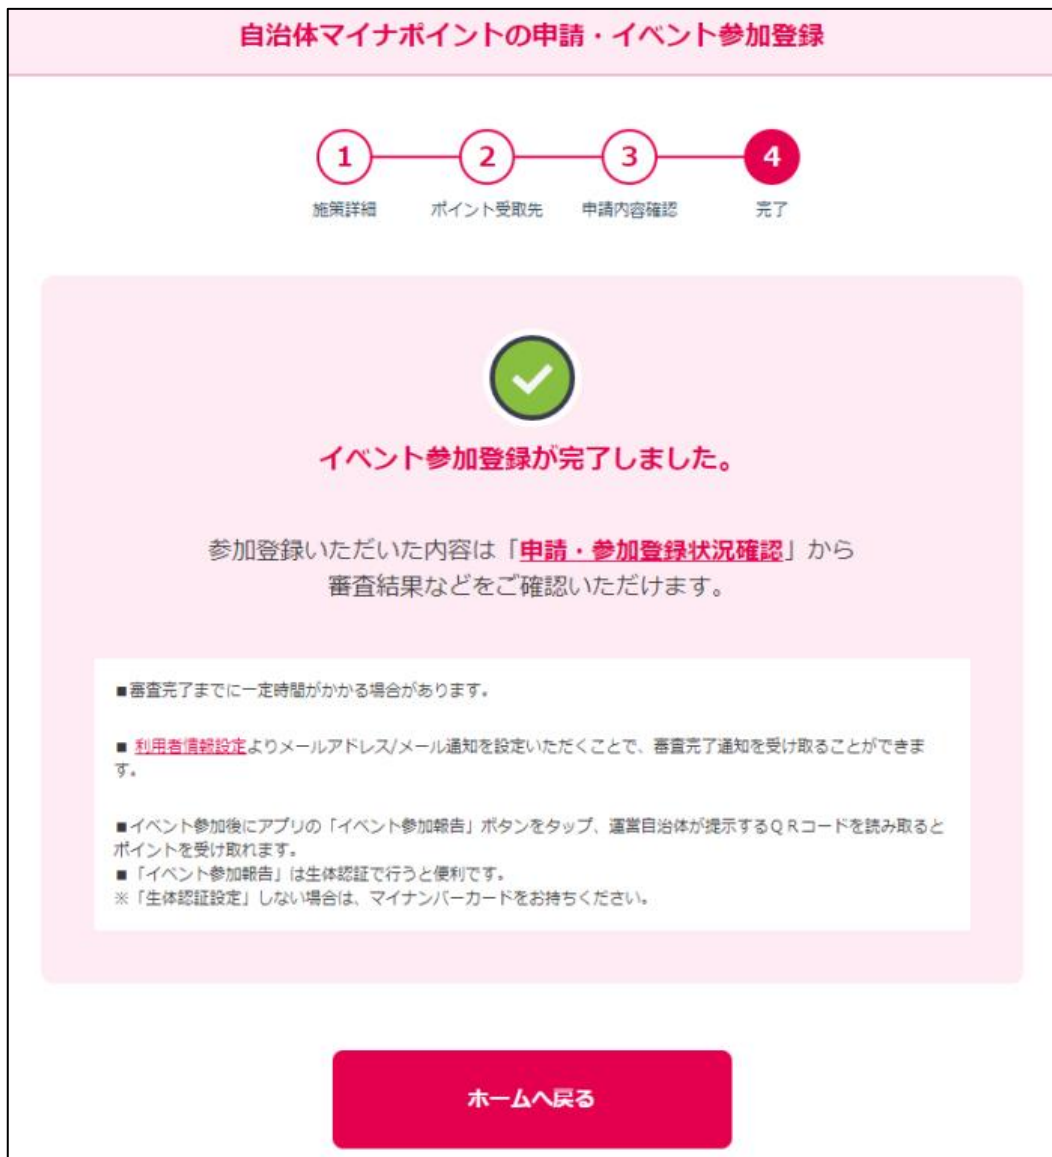 自治体マイナポイントの申請・イベント参加登録
1 2 3 4
施策詳細 ポイント受取先 申請内容確認 完了
イベント参加登録が完了しました。
参加登録いただいた内容は「申請・参加登録状況確認」から
審査結果などをご確認いただけます。
■審査完了までに一定時間がかかる場合があります。
■ 利用者情報設定よりメールアドレス/メール通知を設定いただくことで、審査完了通知を受け取ることができま
す。
■イベント参加後にアプリの「イベント参加報告」ボタンをタップ、運営自治体が提示するＱＲコードを読み取ると
ポイントを受け取れます。
■「イベント参加報告」は生体認証で行うと便利です。
※「生体認証設定」しない場合は、マイナンバーカードをお持ちください。
ホームへ戻る